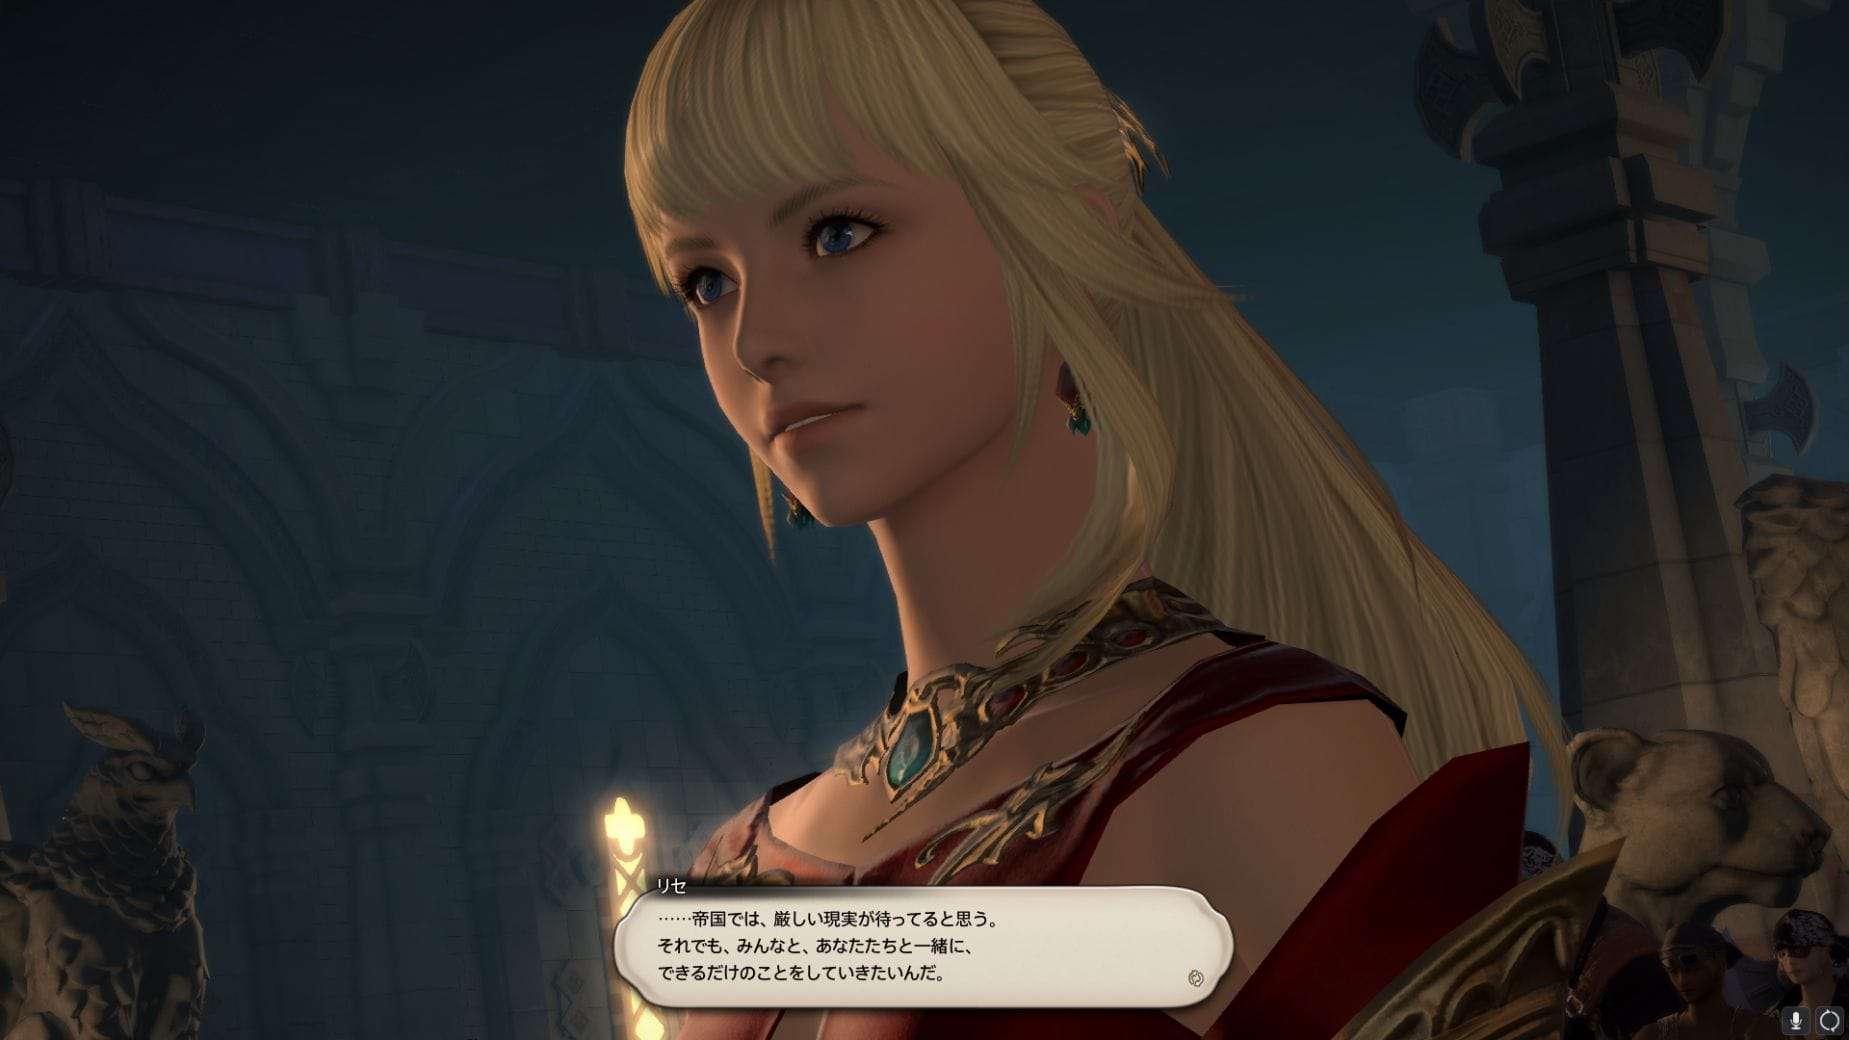 リセ
……帝国では、厳しい現実が待ってると思う。
それでも、みんなと、あなたたちと一緒に、
できるだけのことをしていきたいんだ。